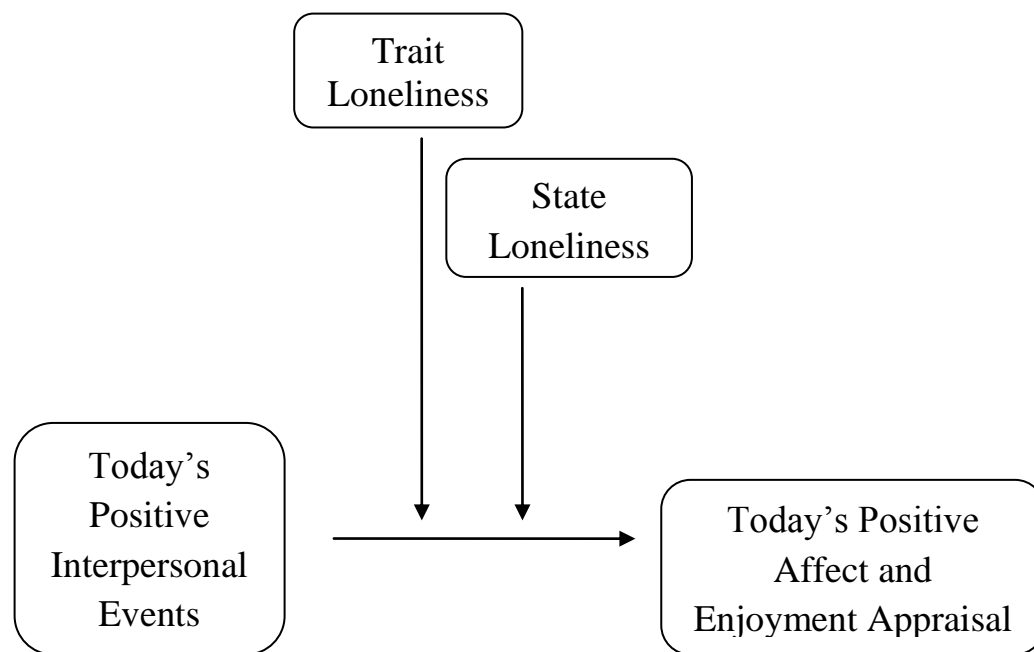 Trait
Loneliness
State
Loneliness
Today’s
Positive
Interpersonal
Events
Today’s Positive
Affect and
Enjoyment Appraisal